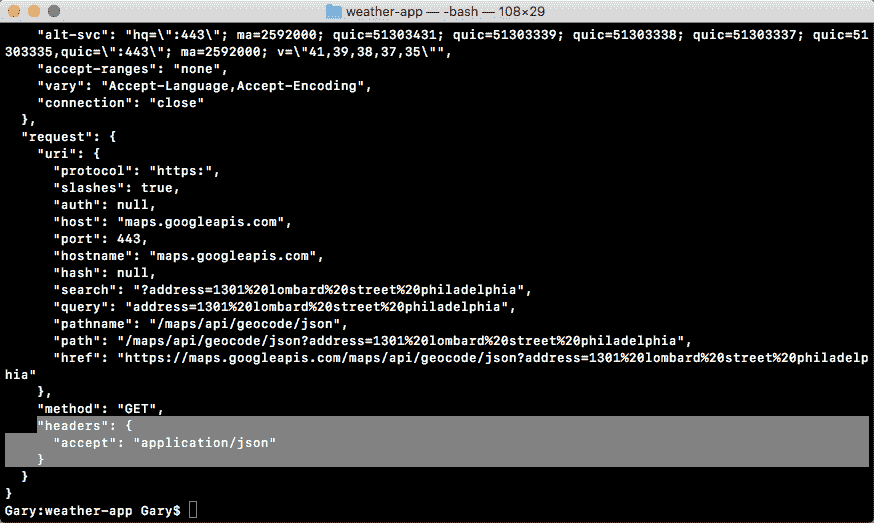 weather-app — -bash — 108×29
"alt-svc": "hq=\":443\"; ma=2592000; quic=51303431; quic=51303339; quic=51303338; quic=51303337; quic=51
303335,quic=\":443\"; ma=2592000; v=\"41,39,38,37,35\"",
"accept-ranges": "none",
"vary": "Accept-Language,Accept-Encoding",
"connection": "close"
},
"request": {
"uri": {
"protocol": "https:",
"slashes": true,
"auth": null,
"host": "maps.googleapis.com",
"port": 443,
"hostname": "maps.googleapis.com",
"hash": null,
"search": "?address=1301%20lombard%20street%20philadelphia",
"query": "address=1301%20lombard%20street%20philadelphia",
"pathname": "/maps/api/geocode/json",
"path": "/maps/api/geocode/json?address=1301%20lombard%20street%20philadelphia",
"href": "https://maps.googleapis.com/maps/api/geocode/json?address=1301%20lombard%20street%20philadelp
hia"
},
"method": "GET",
"headers": {
"accept": "application/json"
}
}
}
Gary:weather-app Gary$